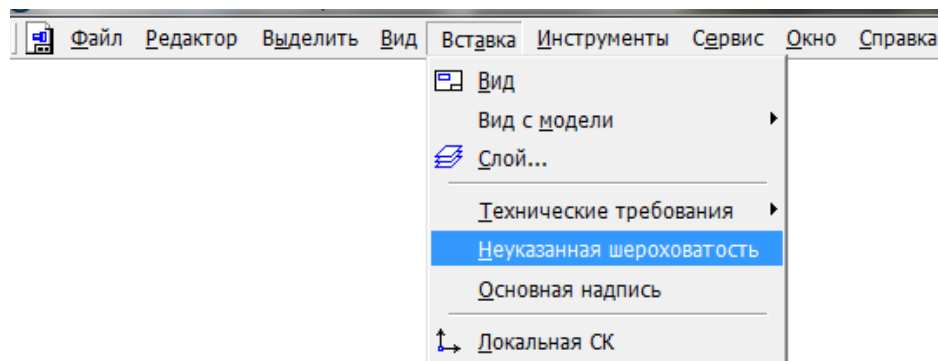 Файл Редактор Выделить Вид Вставка Инструменты Сервис Окно Справка
Вид
Вид с модели
Слой...
Технические требования
Неуказанная шероховатость
Основная надпись
Локальная СК